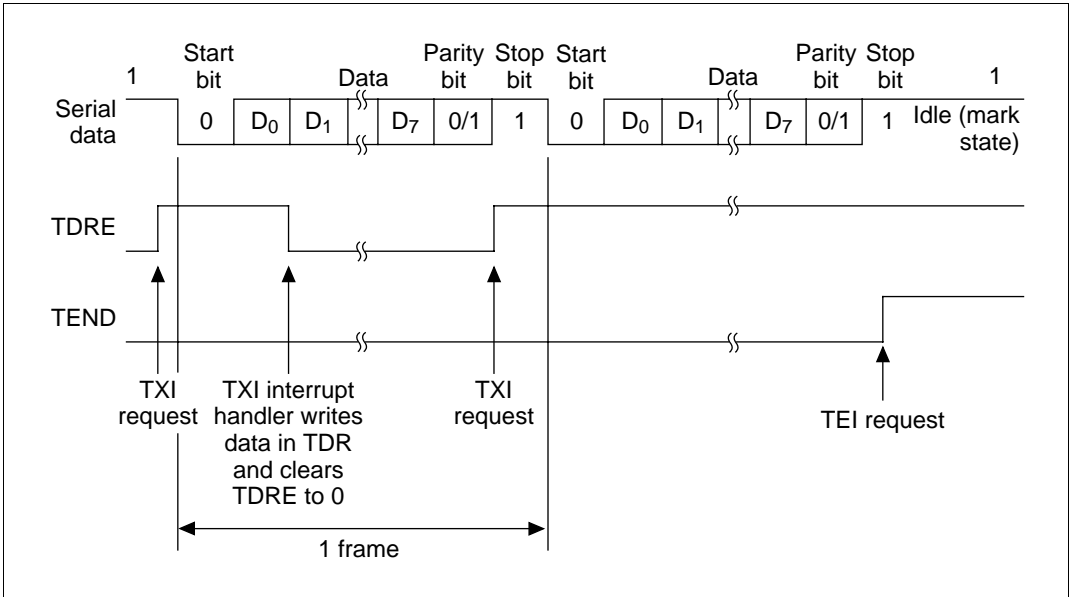 1
Start bit
Data
Parity bit
Stop bit
Start bit
Data
Parity bit
Stop bit
1
Serial data
0 D0 D1 D7 0/1 1 0 D0 D1 D7 0/1 1
Idle (mark state)
TDRE
TEND
TXI request
TXI interrupt handler writes data in TDR and clears TDRE to 0
TXI request
TEI request
1 frame